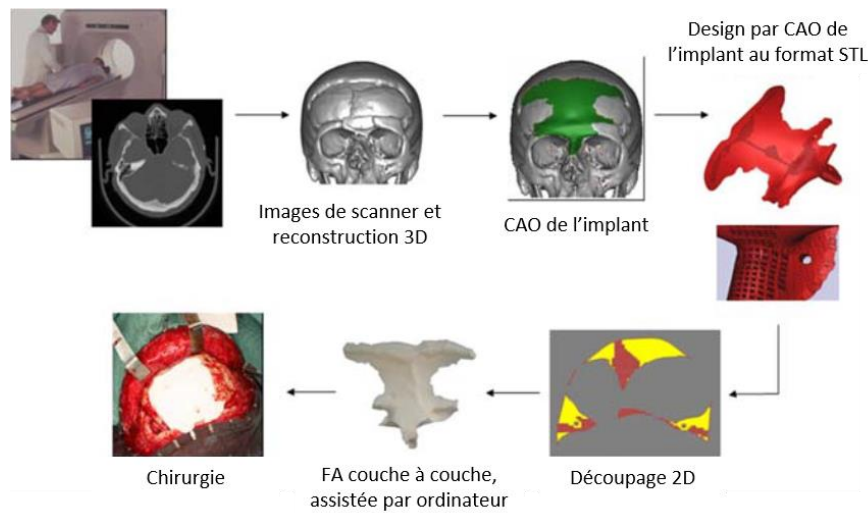 Design par CAO de
l’implant au format STL
Images de scanner et
reconstruction 3D
CAO de l’implant
Chirurgie
FA couche à couche,
assistée par ordinateur
Découpage 2D